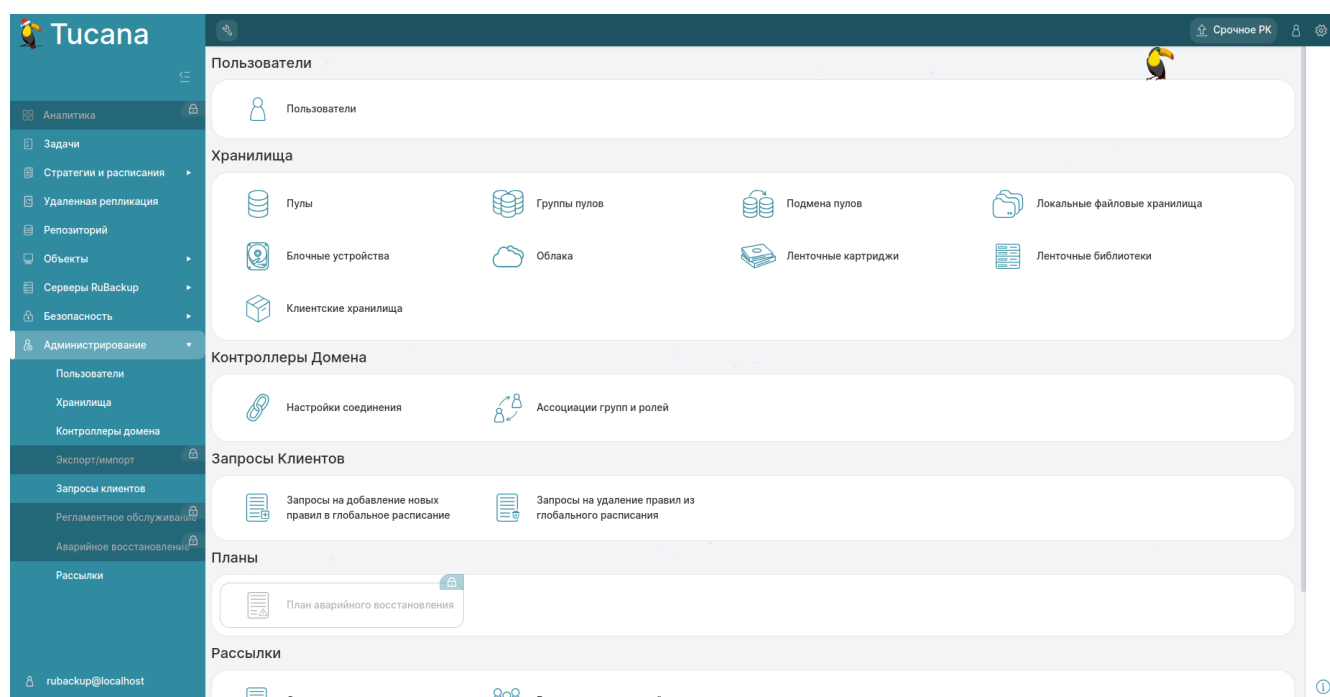 Tucana
Срочное РК
Аналитика
Задачи
Стратегии и расписания
Удаленная репликация
Репозиторий
Объекты
Серверы RuBackup
Безопасность
Администрирование
Пользователи
Хранилища
Контроллеры домена
Экспорт/импорт
Запросы клиентов
Регламентное обслуживание
Аварийное восстановление
Рассылки
rubackup@localhost
Пользователи
Пользователи
Хранилища
Пулы
Группы пулов
Подмена пулов
Локальные файловые хранилища
Блочные устройства
Облака
Ленточные картриджи
Ленточные библиотеки
Клиентские хранилища
Контроллеры Домена
Настройки соединения
Ассоциации групп и ролей
Запросы Клиентов
Запросы на добавление новых
правил в глобальное расписание
Запросы на удаление правил из
глобального расписания
Планы
План аварийного восстановления
Рассылки